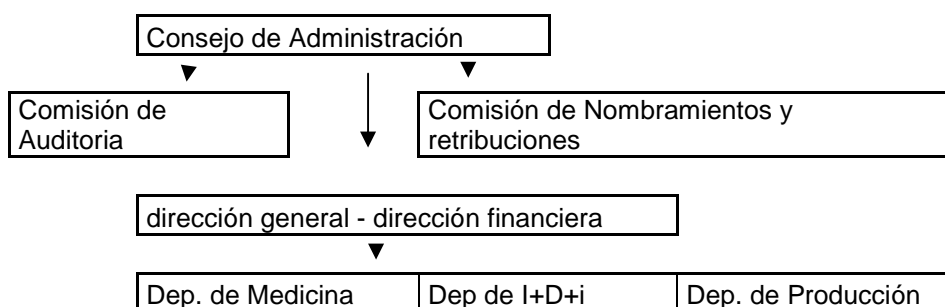 Consejo de Administración
Comisión de
Auditoria
Comisión de Nombramientos y
retribuciones
dirección general - dirección financiera
Dep. de Medicina
Dep de I+D+i
Dep. de Producción